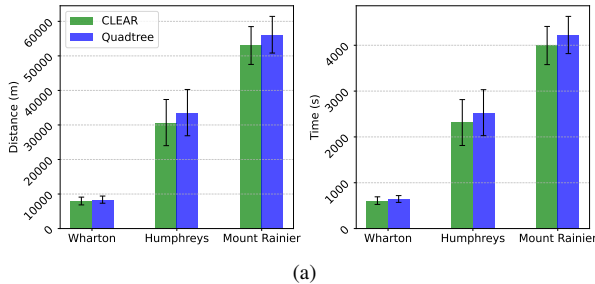 CLEAR
Quadtree
Distance (m)
60000
50000
40000
30000
20000
10000
0
Wharton Humphreys Mount Rainier
Time (s)
4000
3000
2000
1000
0
Wharton Humphreys Mount Rainier
(a)